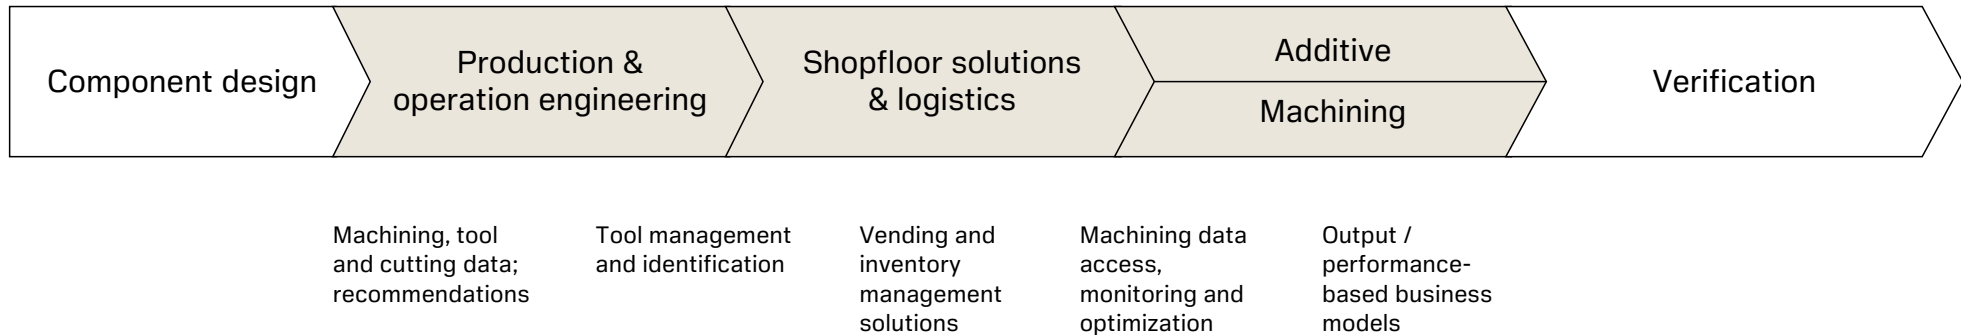 Component design
Production &
operation engineering
Shopfloor solutions
& logistics
Additive
Machining
Verification
Machining, tool
and cutting data;
recommendations
Tool management
and identification
Vending and
inventory
management
solutions
Machining data
access,
monitoring and
optimization
Output /
performance-
based business
models